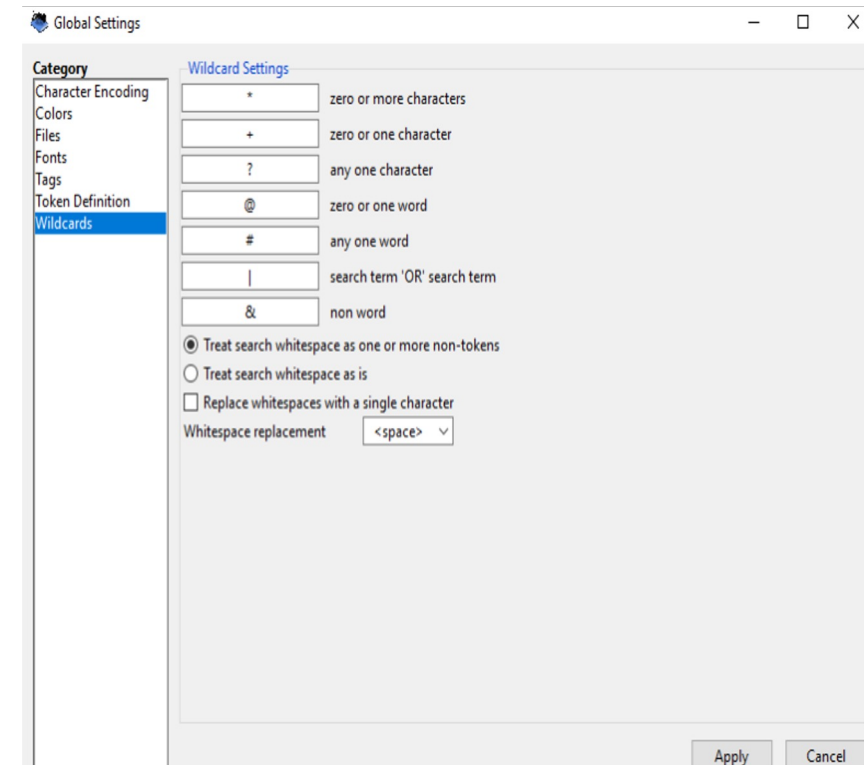 Global Settings
Category
Character Encoding
Colors
Files
Fonts
Tags
Token Definition
Wildcards
Wildcard Settings
* zero or more characters
+ zero or one character
? any one character
@ zero or one word
# any one word
| search term 'OR' search term
& non word
Treat search whitespace as one or more non-tokens
Treat search whitespace as is
Replace whitespaces with a single character
Whitespace replacement <space>
Apply Cancel